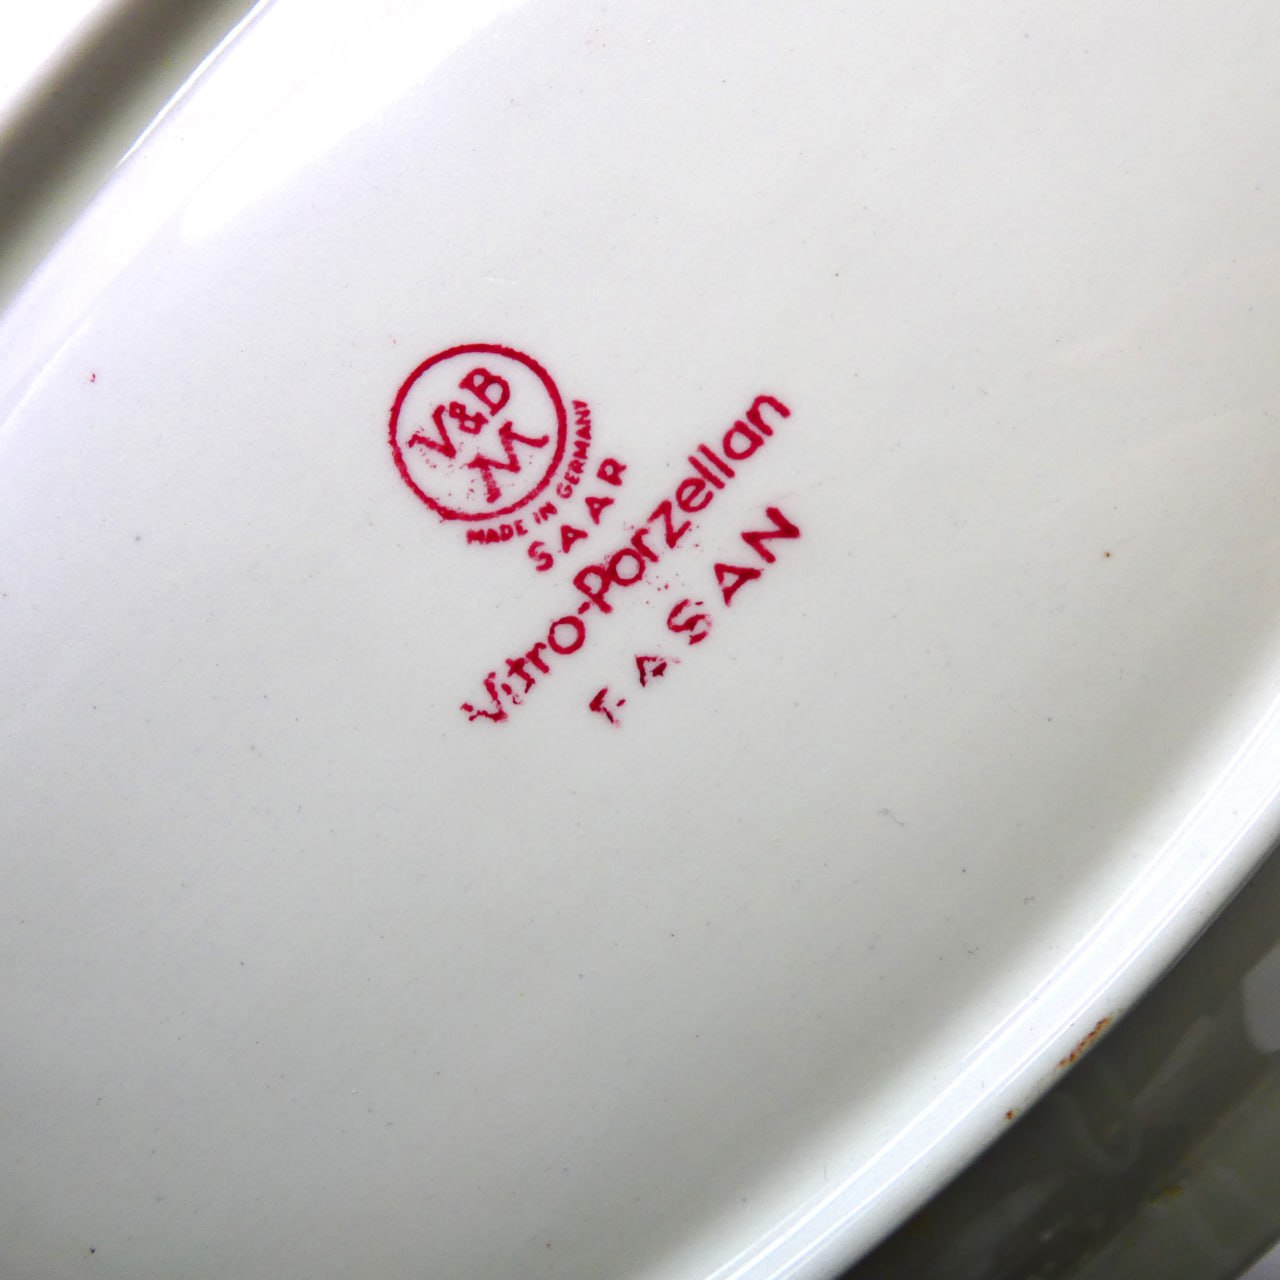 V&B
M
MADE IN GERMANY
SAAR
Vitro-porzellan
FASAN